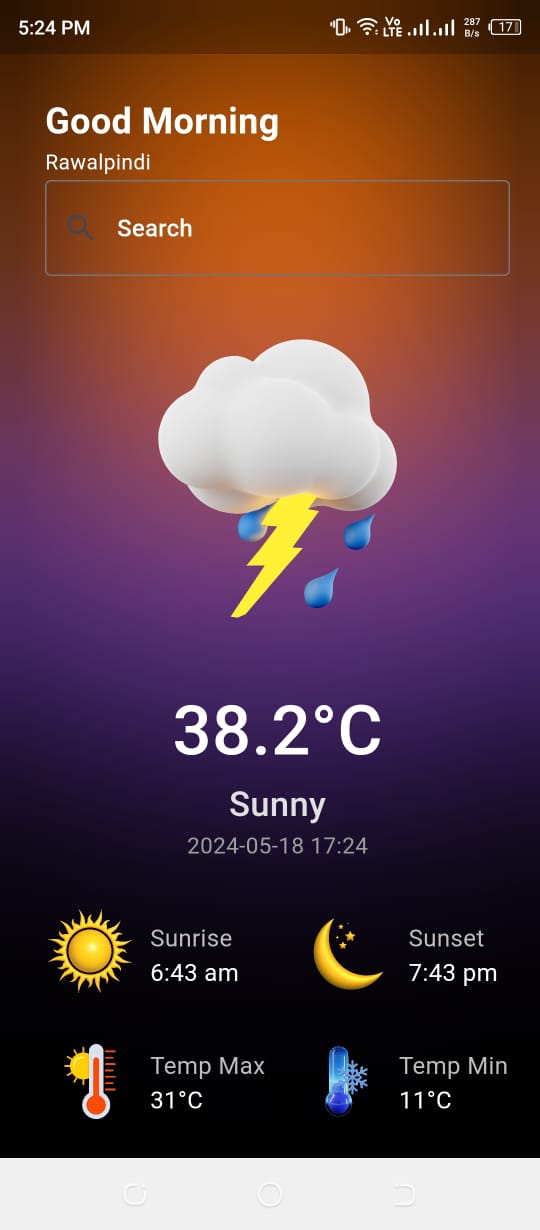 5:24 PM
Vo LTE 287 B/s 17
Good Morning
Rawalpindi
Search
38.2°C
Sunny
2024-05-18 17:24
Sunrise
6:43 am
Sunset
7:43 pm
Temp Max
31°C
Temp Min
11°C